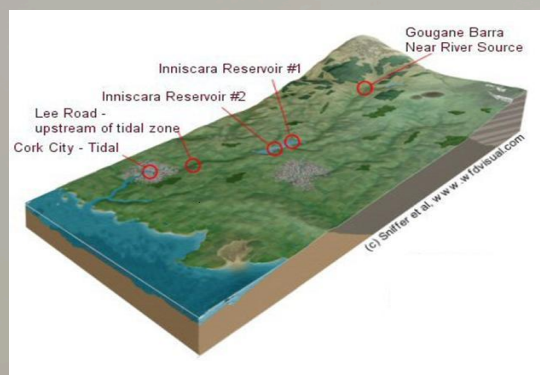 Gougane Barra
Near River Source
Inniscara Reservoir #1
Inniscara Reservoir #2
Lee Road -
upstream of tidal zone
Cork City - Tidal
(c) Sniffer et al, www.wfdvisual.com